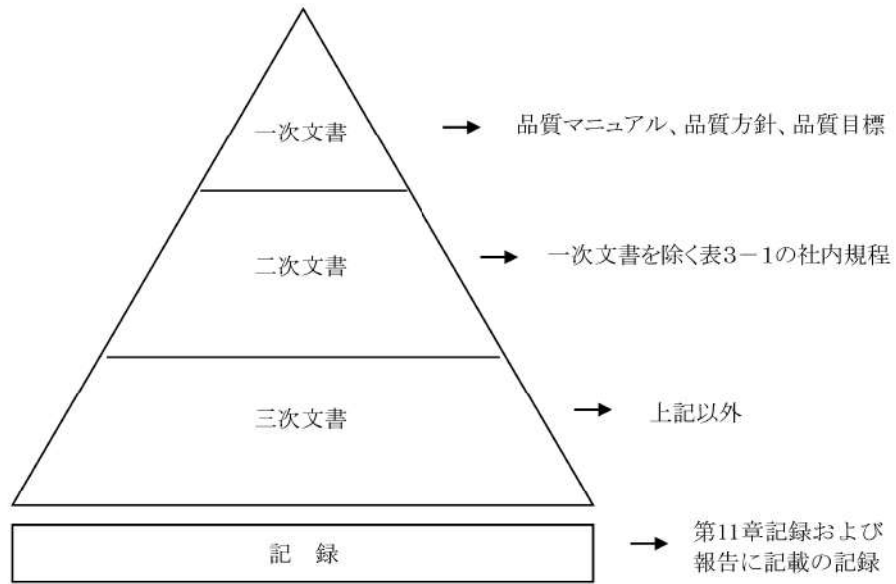 一次文書
品質マニュアル、品質方針、品質目標
二次文書
一次文書を除く表3－1の社内規程
三次文書
上記以外
記　録
第11章記録および
報告に記載の記録